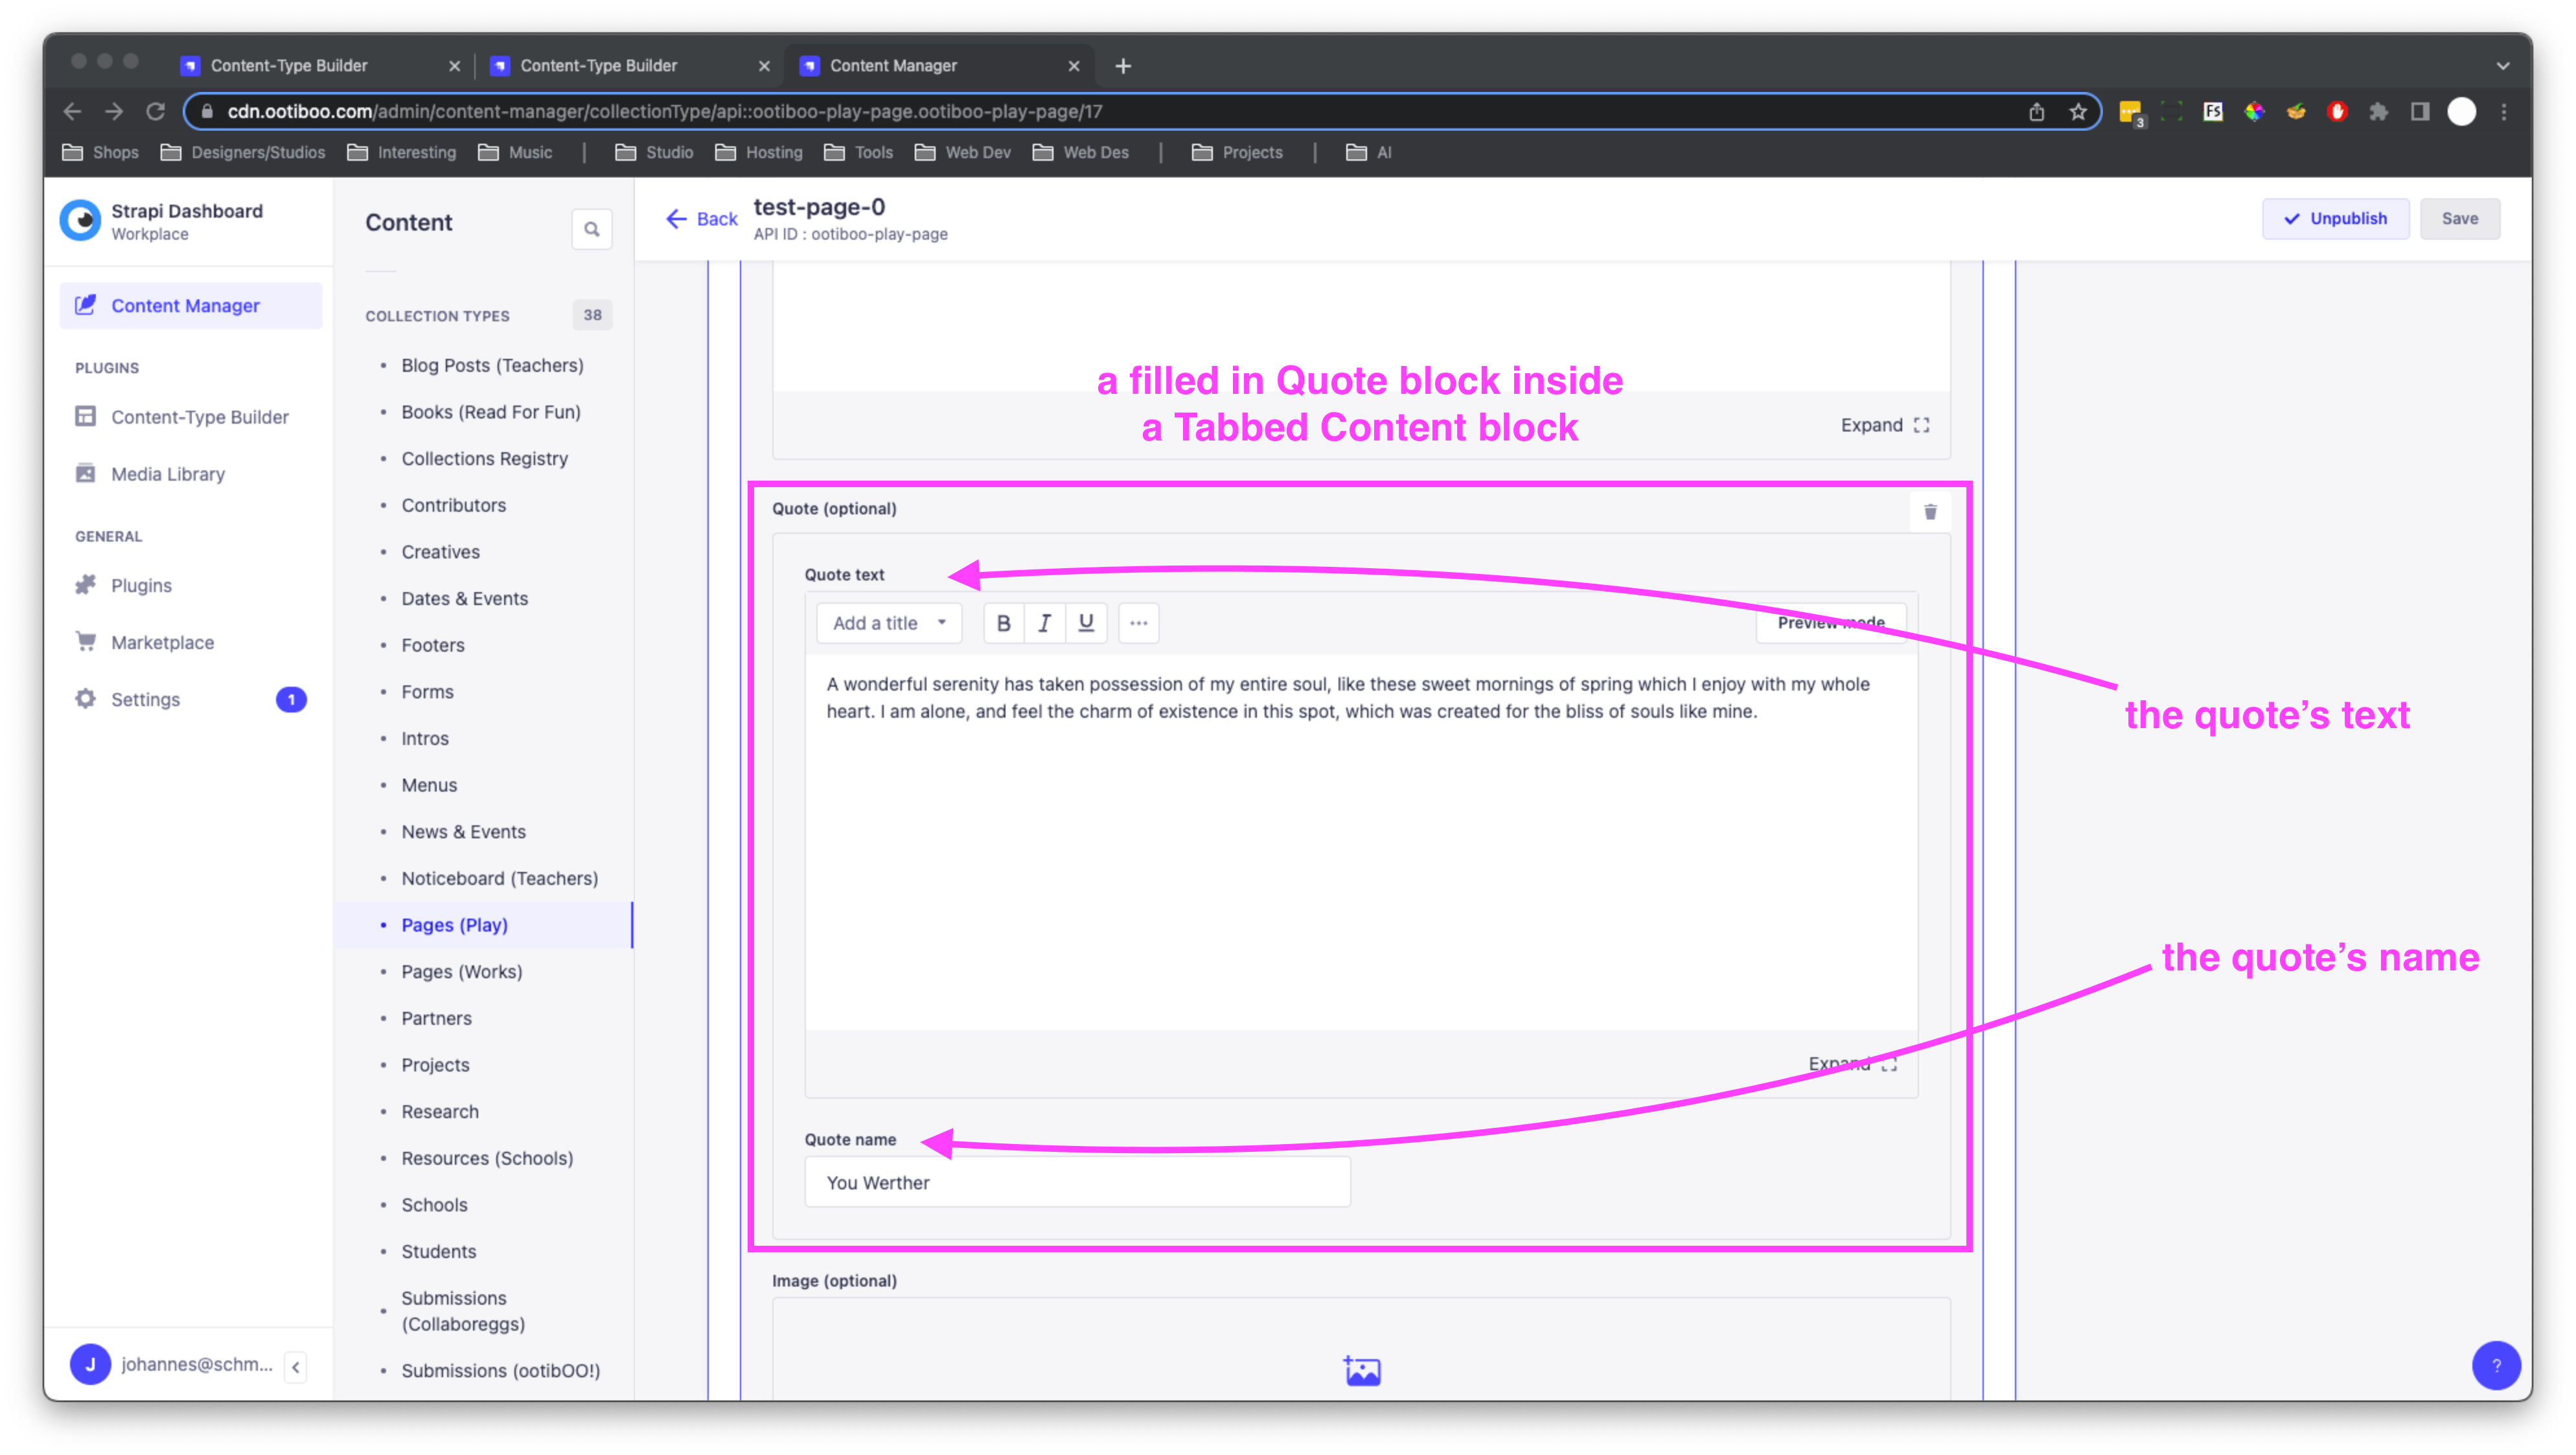 Content-Type Builder
Content-Type Builder
Content Manager
cdn.ootiboo.com/admin/content-manager/collectionType/api::ootiboo-play-page.ootiboo-play-page/17
3
FS
Shops
Designers/Studios
Interesting
Music
|
Studio
Hosting
Tools
Web Dev
Web Des
|
Projects
|
AI
Strapi Dashboard
Workplace
Content Manager
PLUGINS
Content-Type Builder
Media Library
GENERAL
Plugins
Marketplace
Settings
1
J
johannes@schm...
Content
COLLECTION TYPES
38
Blog Posts (Teachers)
Books (Read For Fun)
Collections Registry
Contributors
Creatives
Dates & Events
Footers
Forms
Intros
Menus
News & Events
Noticeboard (Teachers)
Pages (Play)
Pages (Works)
Partners
Projects
Research
Resources (Schools)
Schools
Students
Submissions
(Collaboreggs)
Submissions (ootibOO!)
Back
test-page-0
API ID : ootiboo-play-page
Unpublish
Save
a filled in Quote block inside
a Tabbed Content block
Expand
Quote (optional)
Quote text
Add a title
B
I
U
Preview mode
A wonderful serenity has taken possession of my entire soul, like these sweet mornings of spring which I enjoy with my whole
heart. I am alone, and feel the charm of existence in this spot, which was created for the bliss of souls like mine.
the quote’s text
the quote’s name
Expand
Quote name
You Werther
Image (optional)
?